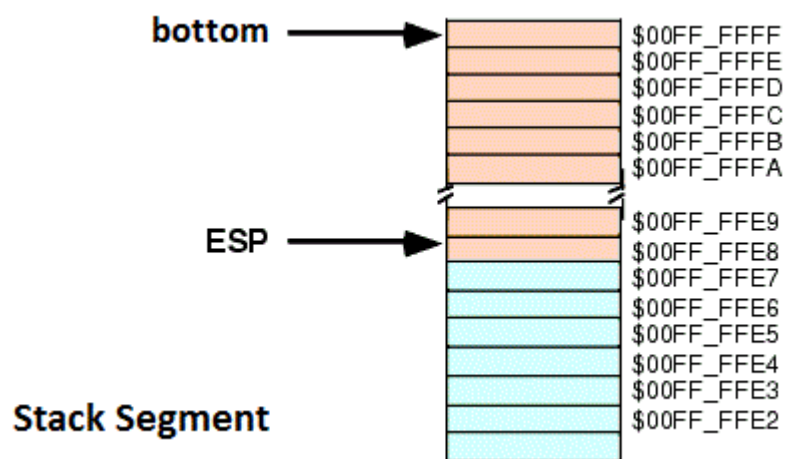 bottom
$00FF_FFFF
$00FF_FFFE
$00FF_FFFD
$00FF_FFFC
$00FF_FFFB
$00FF_FFFA
$00FF_FFE9
ESP
$00FF_FFE8
$00FF_FFE7
$00FF_FFE6
$00FF_FFE5
$00FF_FFE4
$00FF_FFE3
$00FF_FFE2
Stack Segment